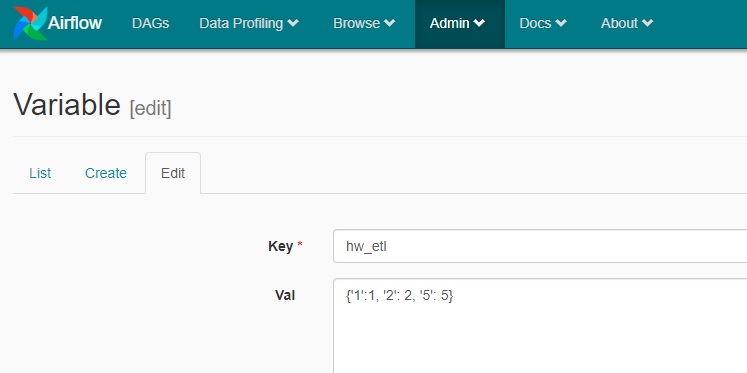 Airflow DAGs Data Profiling Browse Admin Docs About
Variable [edit]
List Create Edit
Key * hw_etl
Val {'1':1, '2': 2, '5': 5}